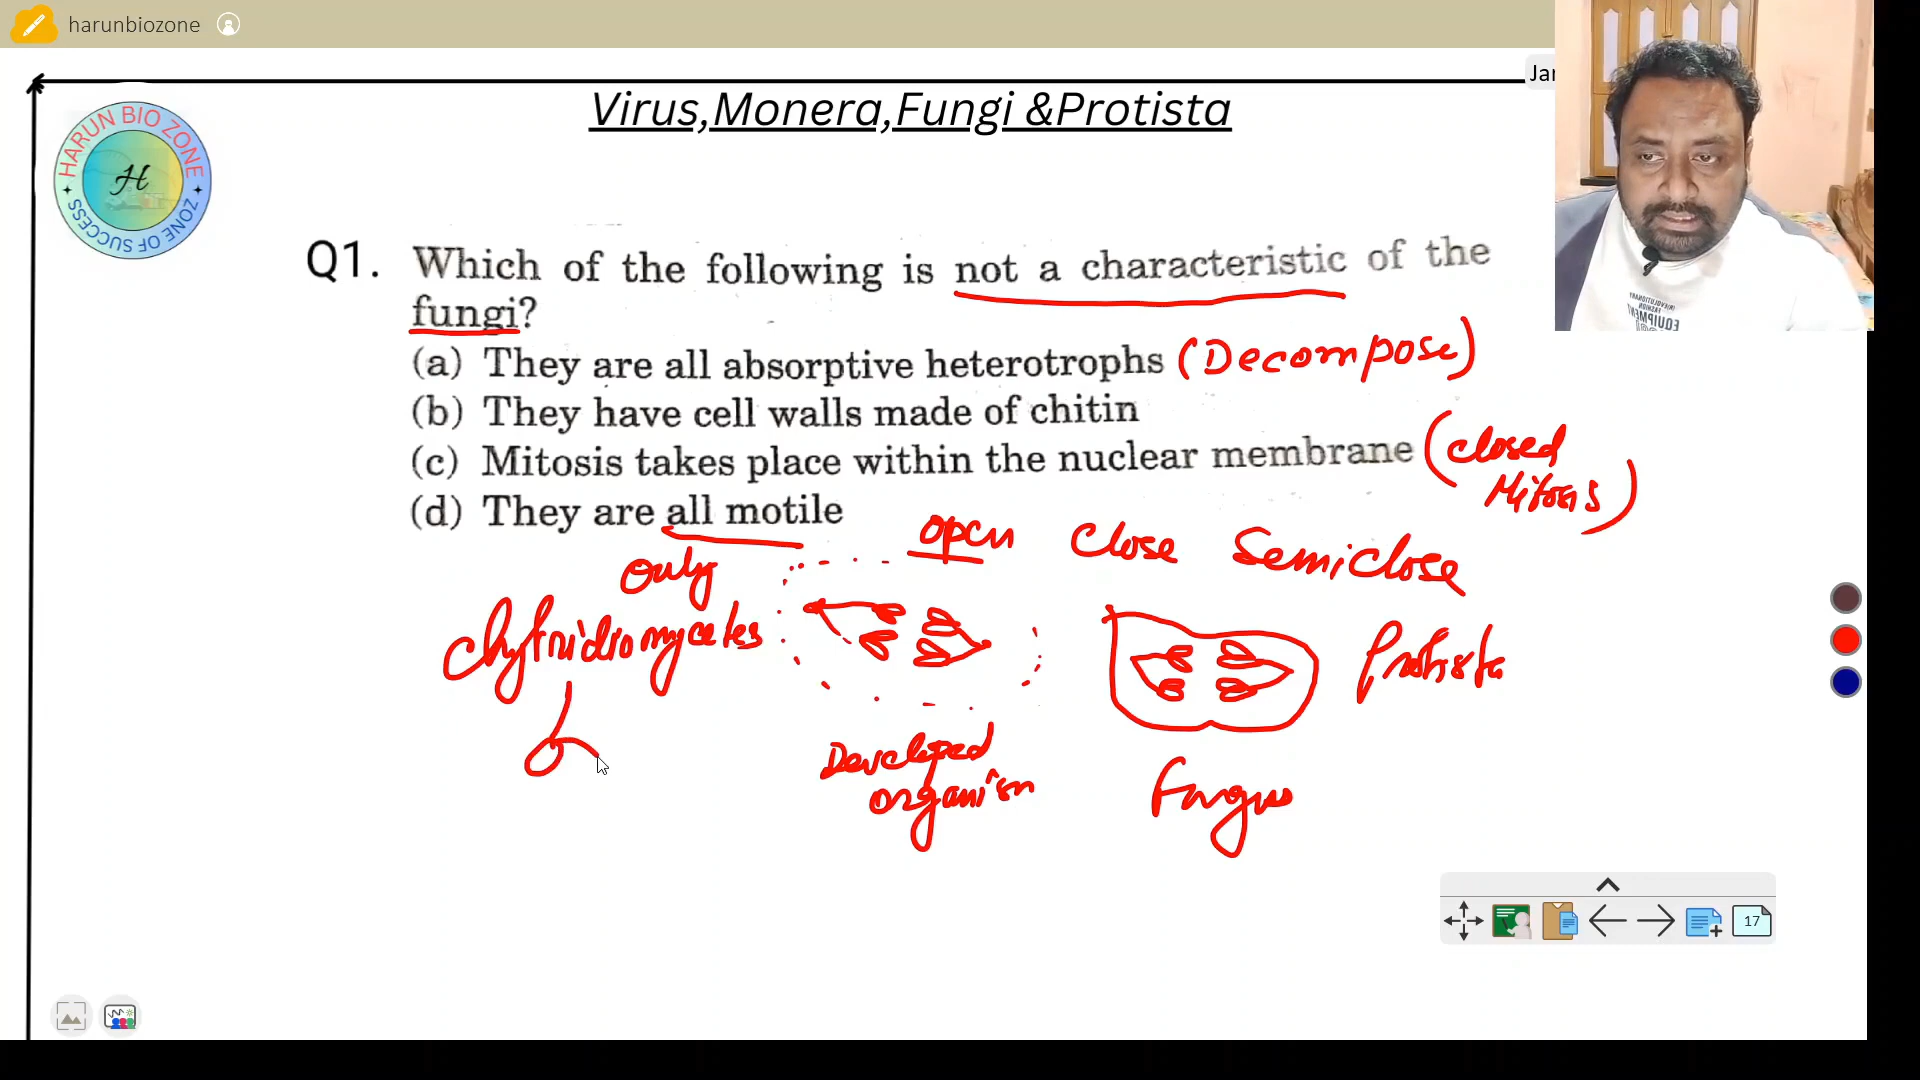 harunbiozone
Jan
Virus,Monera,Fungi &Protista
HARUN BIO ZONE
H
ZONE OF SUCCESS
Q1. Which of the following is not a characteristic of the
fungi?
(a) They are all absorptive heterotrophs (Decompose)
(b) They have cell walls made of chitin
(c) Mitosis takes place within the nuclear membrane (closed
Mitosis)
(d) They are all motile
open close Semiclose
only
chytridiomycetes
Protista
Developed
organism
fungus
EQUIPMENT
17